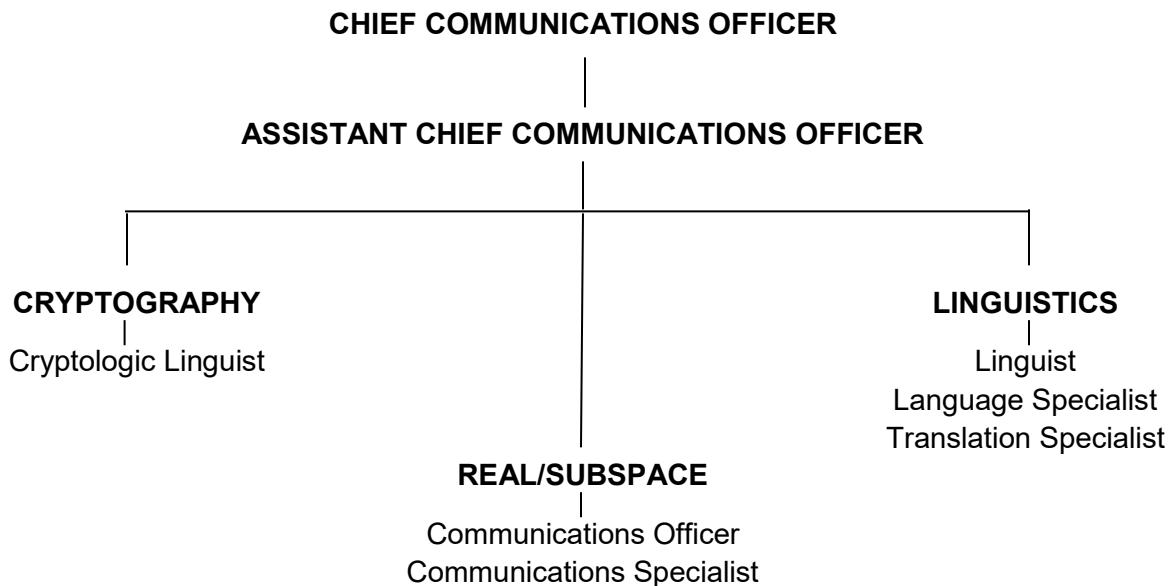 CHIEF COMMUNICATIONS OFFICER
ASSISTANT CHIEF COMMUNICATIONS OFFICER
CRYPTOGRAPHY
Cryptologic Linguist
LINGUISTICS
Linguist
Language Specialist
Translation Specialist
REAL/SUBSPACE
Communications Officer
Communications Specialist